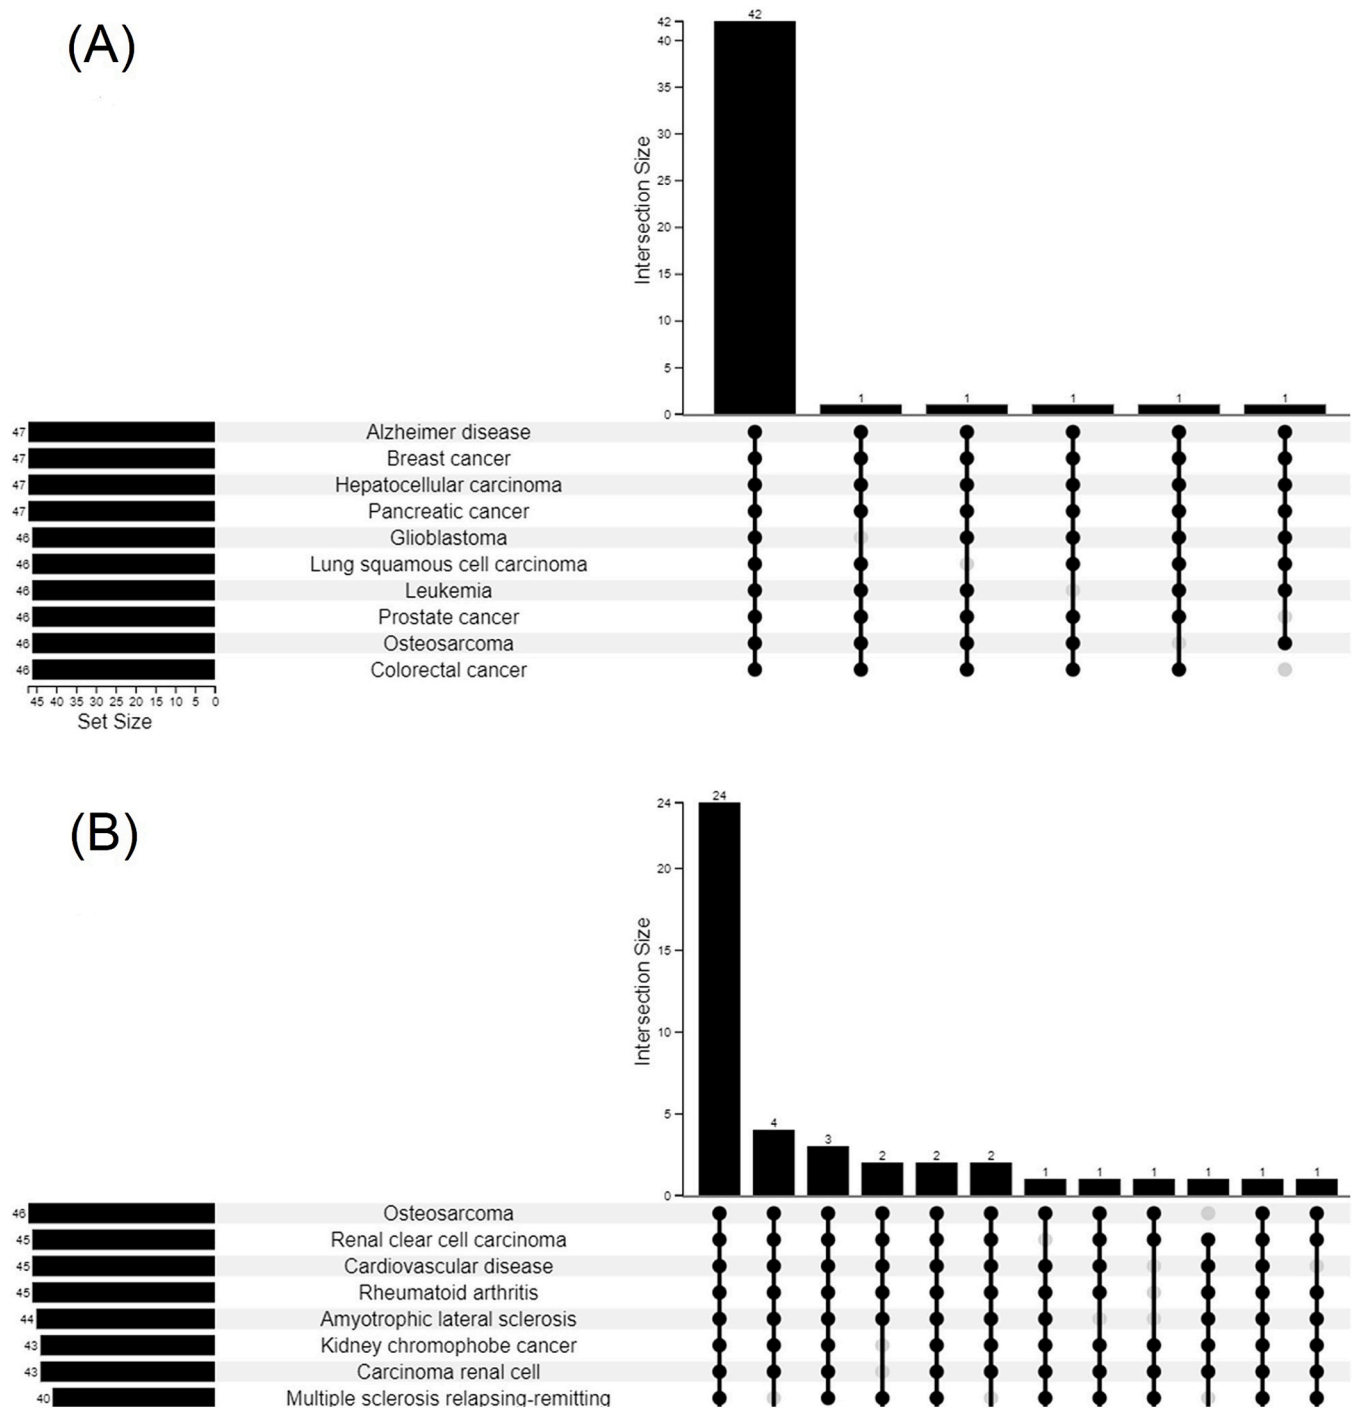 (A)
42
42
40
35
30
25
20
15
10
5
0
Intersection Size
1 1 1 1 1
47 Alzheimer disease
47 Breast cancer
47 Hepatocellular carcinoma
47 Pancreatic cancer
46 Glioblastoma
46 Lung squamous cell carcinoma
46 Leukemia
46 Prostate cancer
46 Osteosarcoma
46 Colorectal cancer
45 40 35 30 25 20 15 10 5 0
Set Size
(B)
24
24
20
15
10
5
0
Intersection Size
4 3 2 2 2 1 1 1 1 1 1
46 Osteosarcoma
45 Renal clear cell carcinoma
45 Cardiovascular disease
45 Rheumatoid arthritis
44 Amyotrophic lateral sclerosis
43 Kidney chromophobe cancer
43 Carcinoma renal cell
40 Multiple sclerosis relapsing-remitting